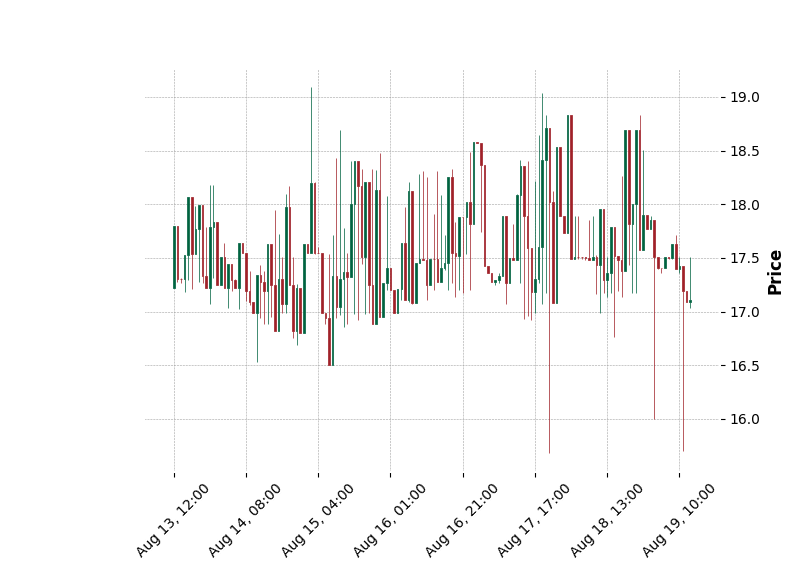 19.0
18.5
18.0
17.5
17.0
16.5
16.0
Price
Aug 13, 12:00
Aug 14, 08:00
Aug 15, 04:00
Aug 16, 01:00
Aug 16, 21:00
Aug 17, 17:00
Aug 18, 13:00
Aug 19, 10:00